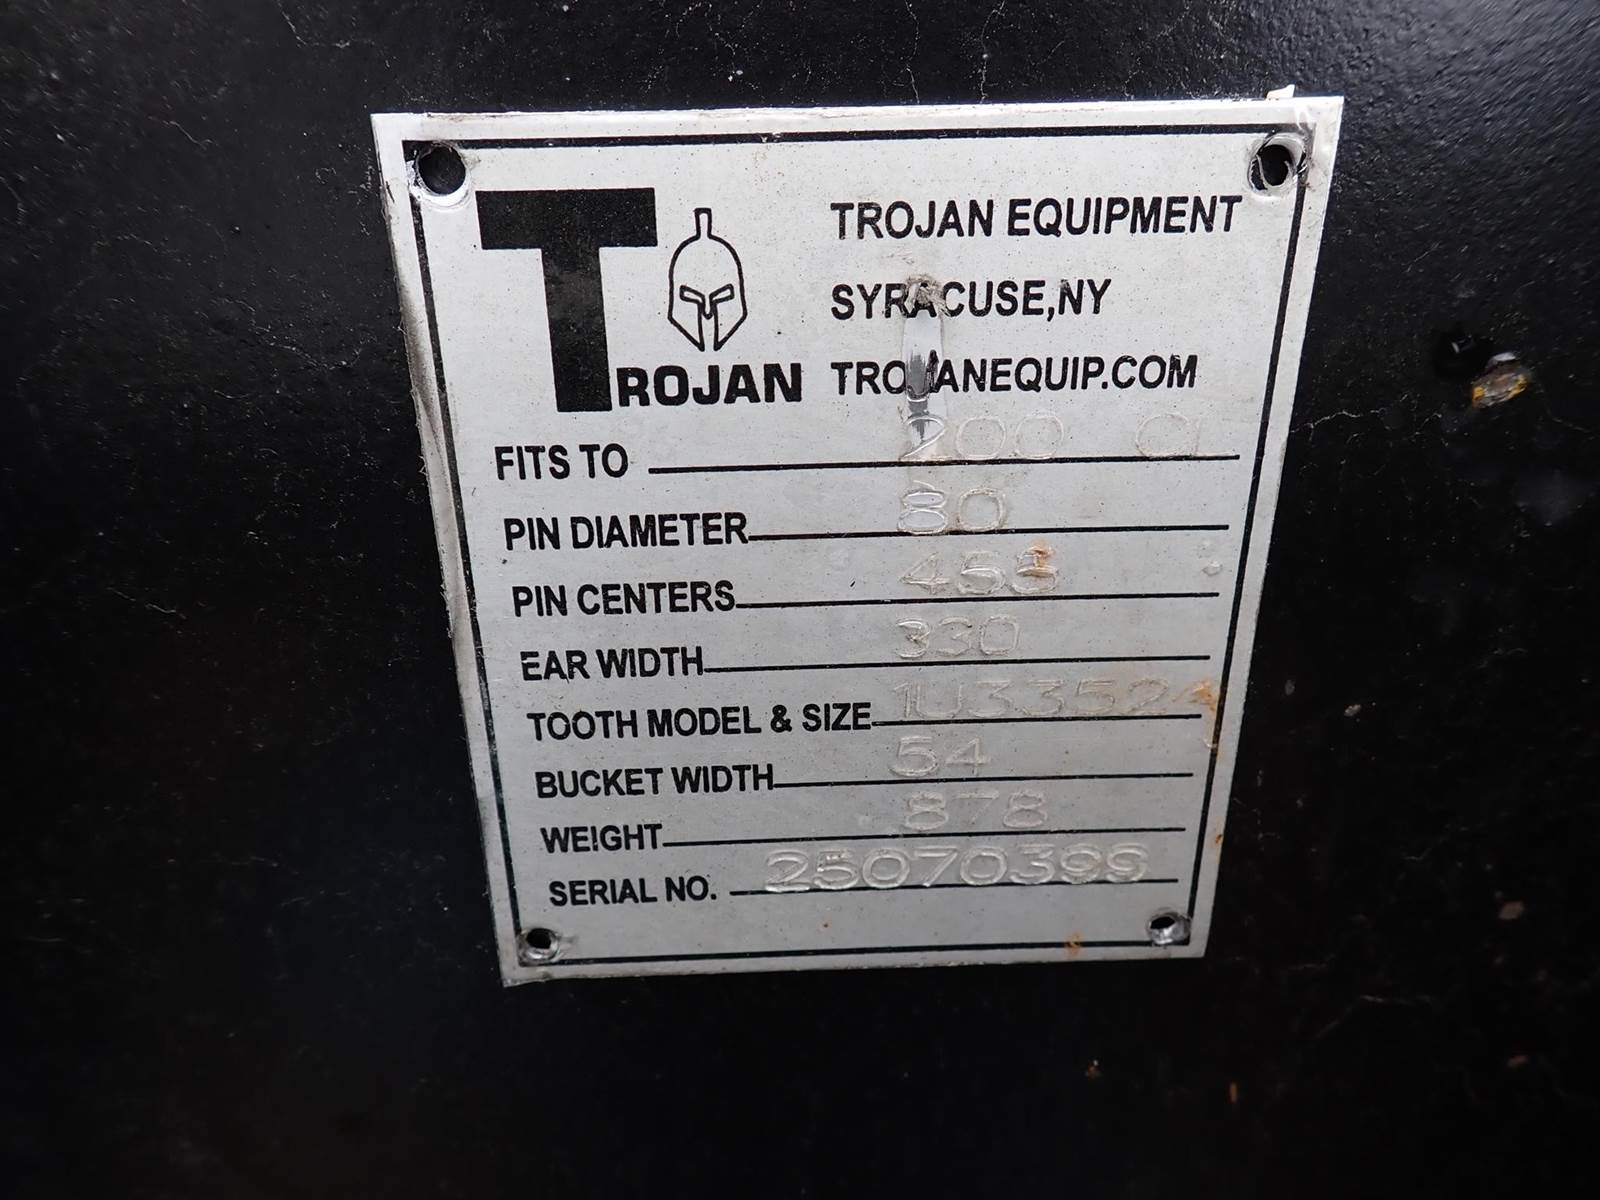 TROJAN
TROJAN EQUIPMENT
SYRACUSE,NY
TROJANEQUIP.COM
FITS TO 200 CL
PIN DIAMETER 80
PIN CENTERS
EAR WIDTH 330
TOOTH MODEL & SIZE
BUCKET WIDTH 54
WEIGHT 878
SERIAL NO. 25070399